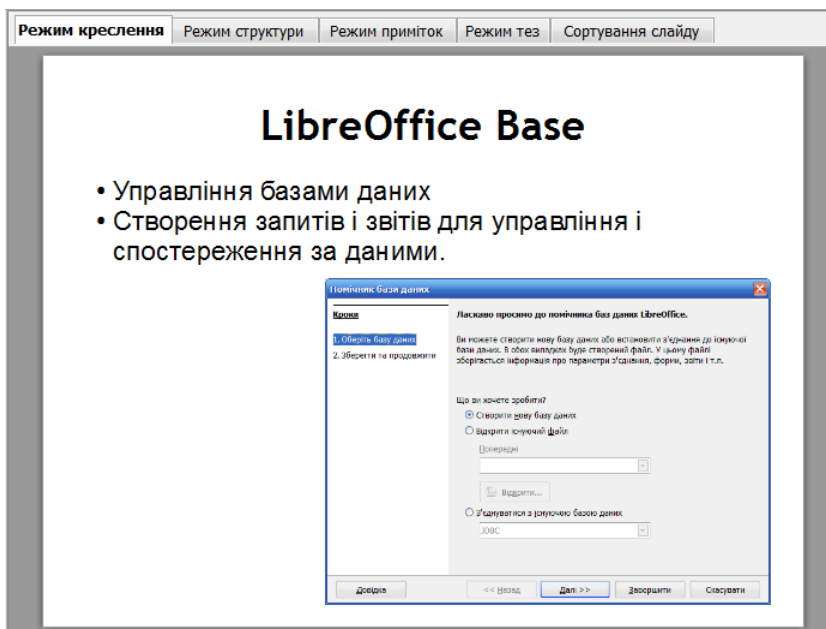 Режим креслення Режим структури Режим приміток Режим тез Сортування слайду
LibreOffice Base
• Управління базами даних
• Створення запитів і звітів для управління і
спостереження за даними.
Помічник бази даних
Кроки
1. Оберіть базу даних
2. Зберегти та продовжити
Ласкаво просимо до помічника баз даних LibreOffice.
Ви можете створити нову базу даних або встановити з'єднання до існуючої
бази даних. В обох випадках буде створений файл. У цьому файлі
зберігається інформація про параметри з'єднання, форми, звіти і т.п.
Що ви хочете зробити?
Створити нову базу даних
Відкрити існуючий файл
Попередні
Відкрити...
З'єднуватися з існуючою базою даних
JDBC
Довідка << Назад Далі >> Завершити Скасувати